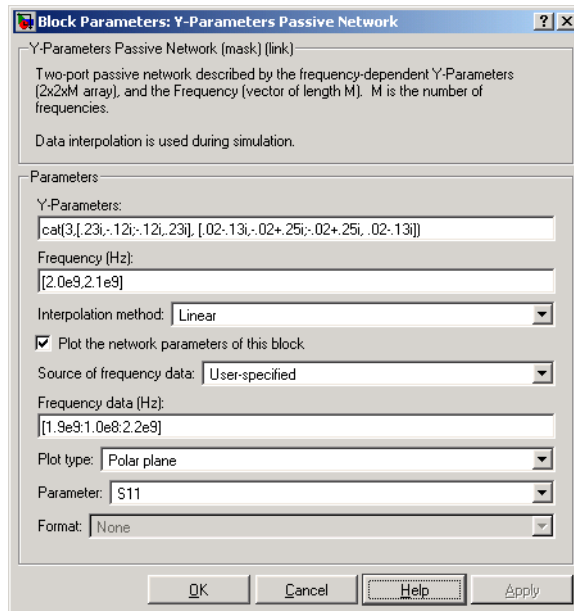 Block Parameters: Y-Parameters Passive Network
Y-Parameters Passive Network (mask) (link)
Two-port passive network described by the frequency-dependent Y-Parameters
(2x2xM array), and the Frequency (vector of length M). M is the number of
frequencies.
Data interpolation is used during simulation.
Parameters
Y-Parameters:
cat(3,[.23i,-.12i;-.12i,.23i], [.02-.13i,-.02+.25i;-.02+.25i, .02-.13i])
Frequency (Hz):
[2.0e9,2.1e9]
Interpolation method: Linear
Plot the network parameters of this block
Source of frequency data: User-specified
Frequency data (Hz):
[1.9e9:1.0e8:2.2e9]
Plot type: Polar plane
Parameter: S11
Format: None
OK Cancel Help Apply